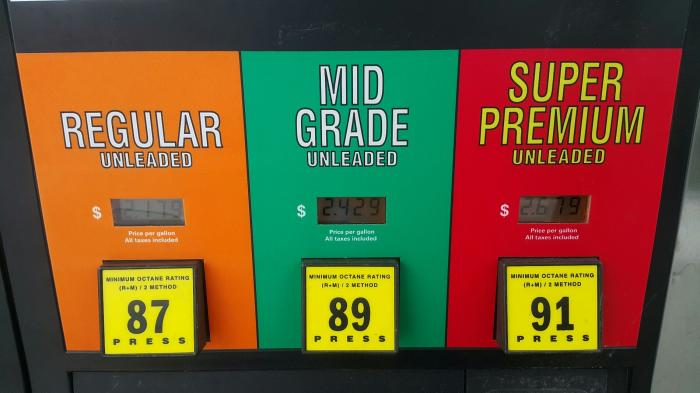 REGULAR
UNLEADED
$ 2.179
Price per gallon
All taxes included
MINIMUM OCTANE RATING
(R+M) / 2 METHOD
87
PRESS
MID
GRADE
UNLEADED
$ 2.429
Price per gallon
All taxes included
MINIMUM OCTANE RATING
(R+M) / 2 METHOD
89
PRESS
SUPER
PREMIUM
UNLEADED
$ 2.679
Price per gallon
All taxes included
MINIMUM OCTANE RATING
(R+M) / 2 METHOD
91
PRESS